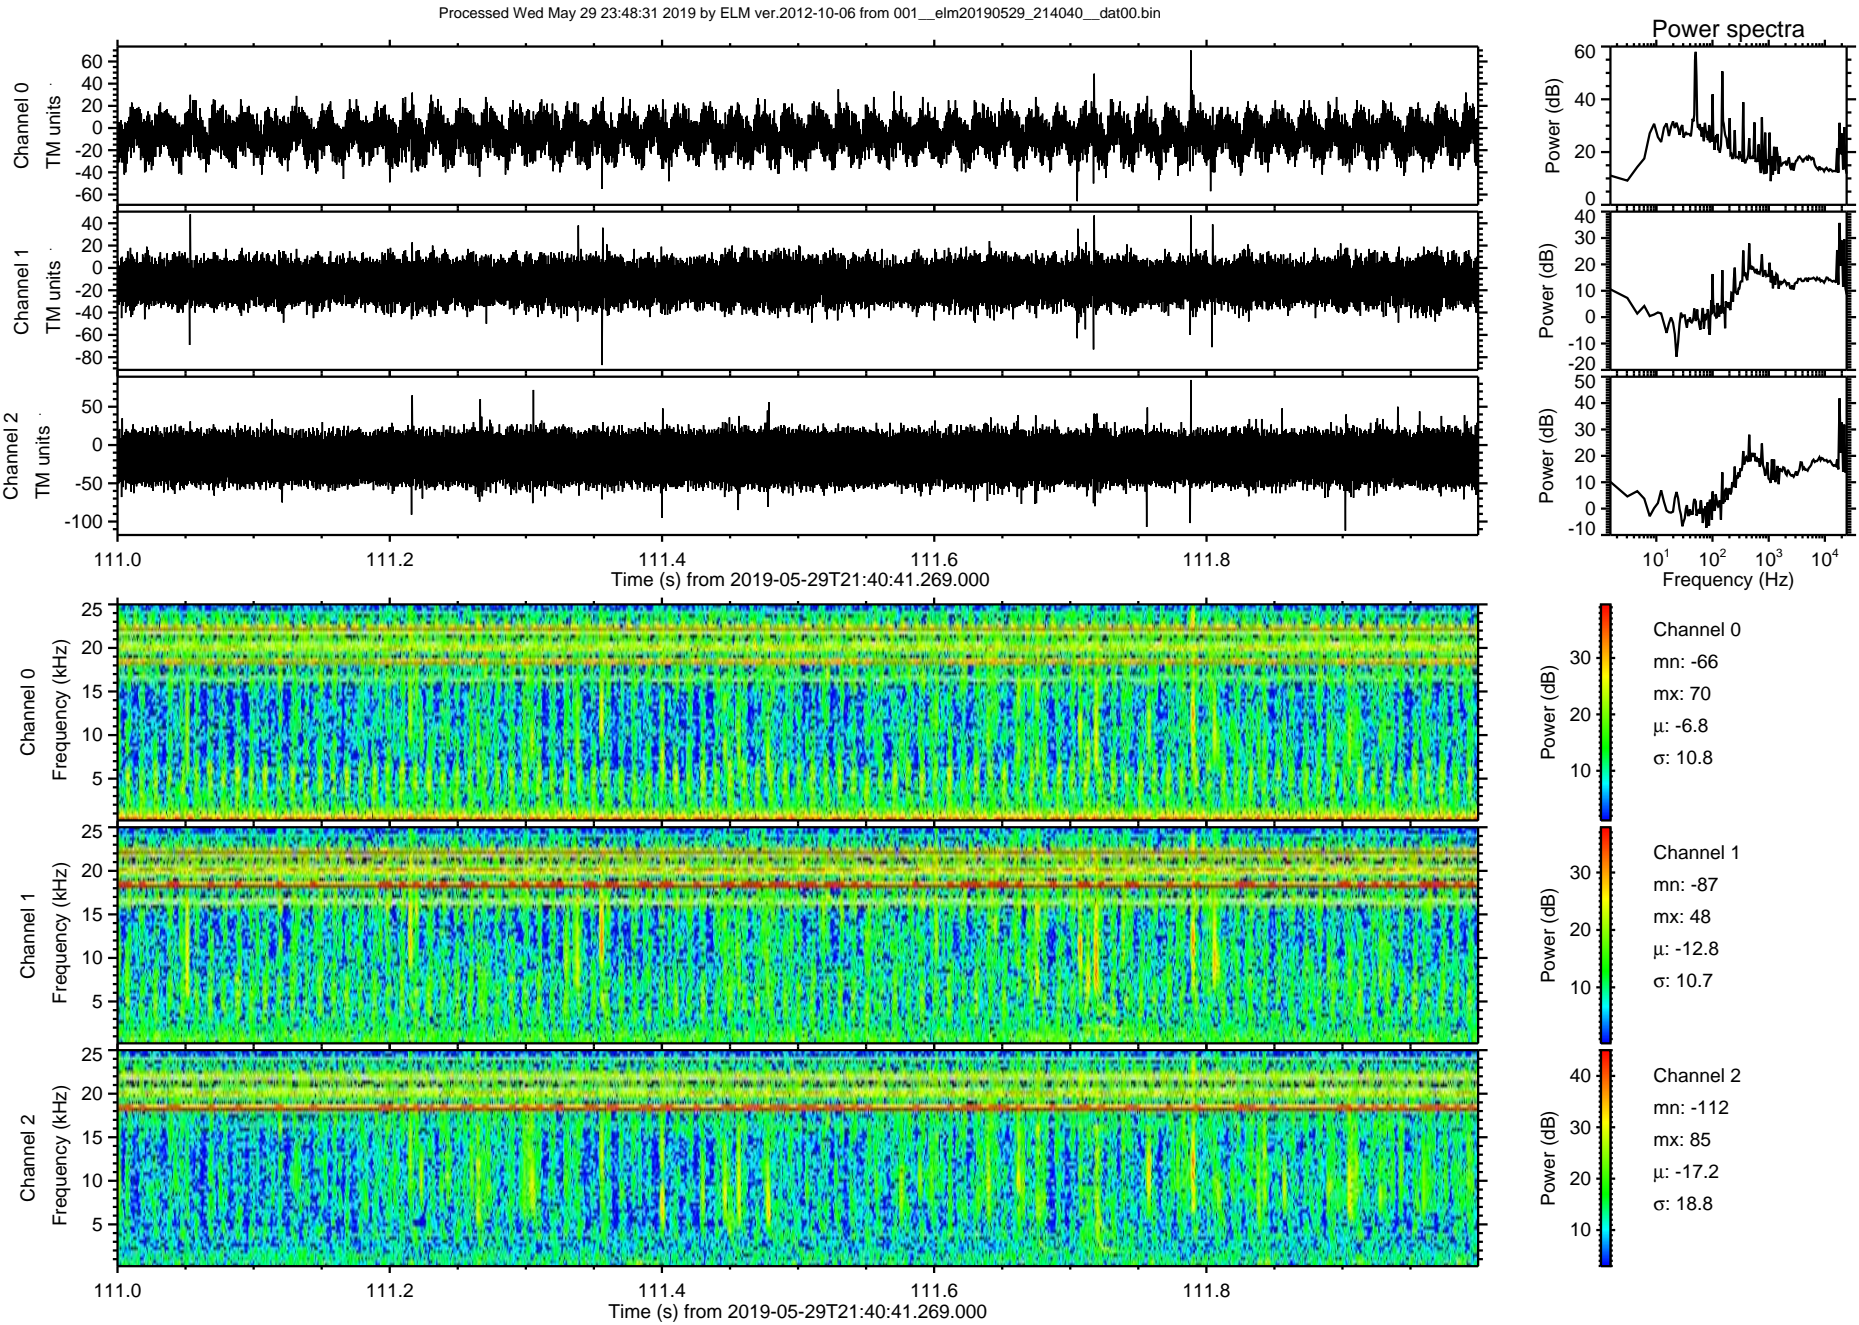 Processed Wed May 29 23:48:31 2019 by ELM ver.2012-10-06 from 001__elm20190529_214040__dat00.bin
Power spectra
Channel 0
TM units
60
40
20
0
-20
-40
-60
Power (dB)
60
40
20
0
Channel 1
TM units
40
20
0
-20
-40
-60
-80
Power (dB)
40
30
20
10
0
-10
-20
Channel 2
TM units
50
0
-50
-100
Power (dB)
50
40
30
20
10
0
-10
111.0 111.2 111.4 111.6 111.8
Time (s) from 2019-05-29T21:40:41.269.000
10^1 10^2 10^3 10^4
Frequency (Hz)
Channel 0
Frequency (kHz)
25
20
15
10
5
Power (dB)
30
20
10
Channel 0
mn: -66
mx: 70
μ: -6.8
σ: 10.8
Channel 1
Frequency (kHz)
25
20
15
10
5
Power (dB)
30
20
10
Channel 1
mn: -87
mx: 48
μ: -12.8
σ: 10.7
Channel 2
Frequency (kHz)
25
20
15
10
5
Power (dB)
40
30
20
10
Channel 2
mn: -112
mx: 85
μ: -17.2
σ: 18.8
111.0 111.2 111.4 111.6 111.8
Time (s) from 2019-05-29T21:40:41.269.000